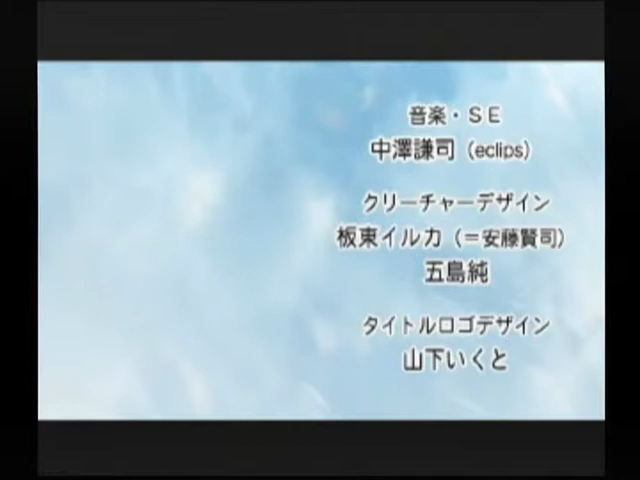 音楽・ＳＥ
中澤謙司（eclips）
クリーチャーデザイン
板東イルカ（＝安藤賢司）
五島純
タイトルロゴデザイン
山下いくと